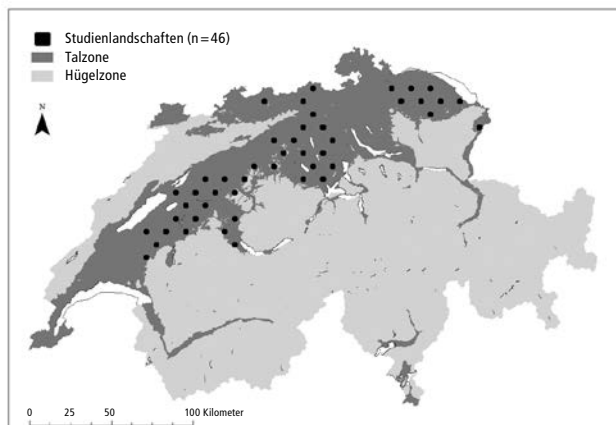 Studienlandschaften (n=46)
Talzone
Hügelzone
N
0 25 50 100 Kilometer